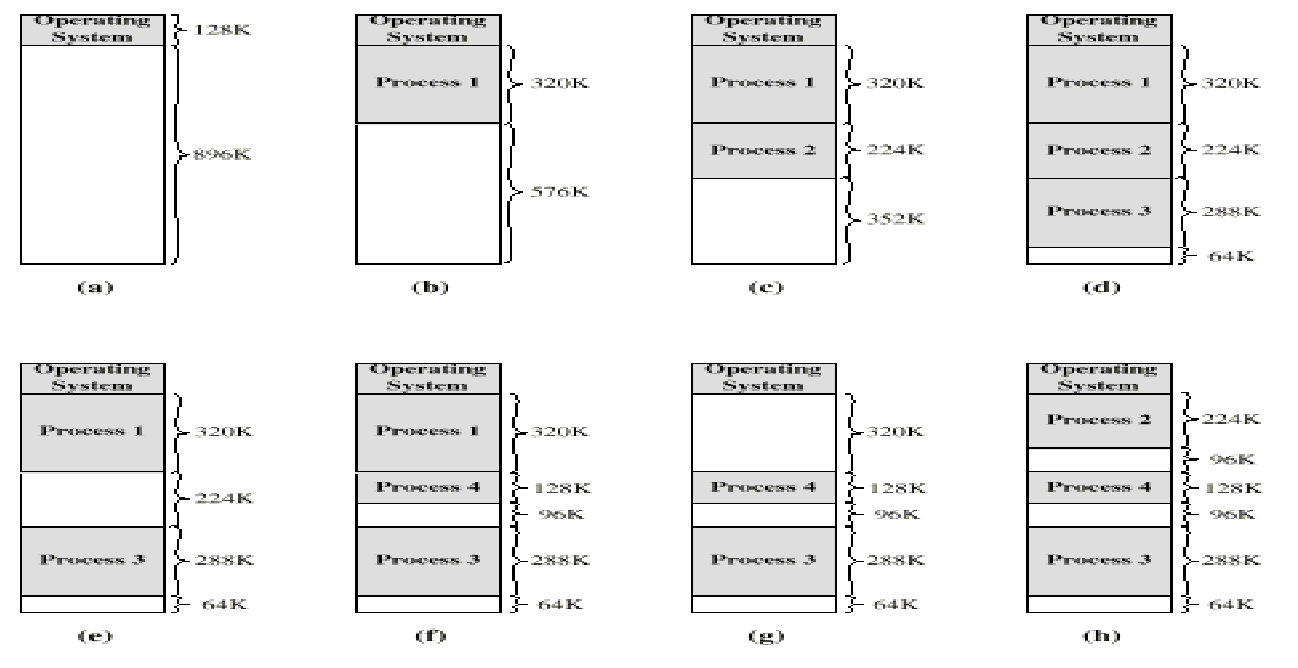 Operating
System
128K
896K
(a)
Operating
System
Process 1
320K
576K
(b)
Operating
System
Process 1
320K
Process 2
224K
352K
(c)
Operating
System
Process 1
320K
Process 2
224K
Process 3
288K
64K
(d)
Operating
System
Process 1
320K
224K
Process 3
288K
64K
(e)
Operating
System
Process 1
320K
Process 4
128K
96K
Process 3
288K
64K
(f)
Operating
System
320K
Process 4
128K
96K
Process 3
288K
64K
(g)
Operating
System
Process 2
224K
96K
Process 4
128K
96K
Process 3
288K
64K
(h)